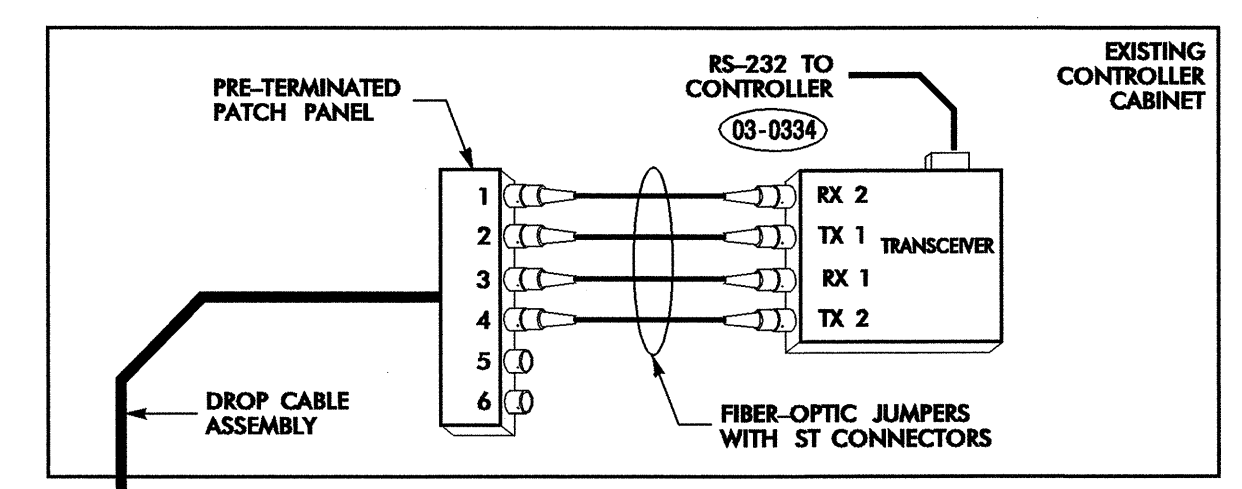 EXISTING
CONTROLLER
CABINET
RS-232 TO
CONTROLLER
03-0334
PRE-TERMINATED
PATCH PANEL
1
2
3
4
5
6
RX 2
TX 1
RX 1
TX 2
TRANSCEIVER
DROP CABLE
ASSEMBLY
FIBER-OPTIC JUMPERS
WITH ST CONNECTORS